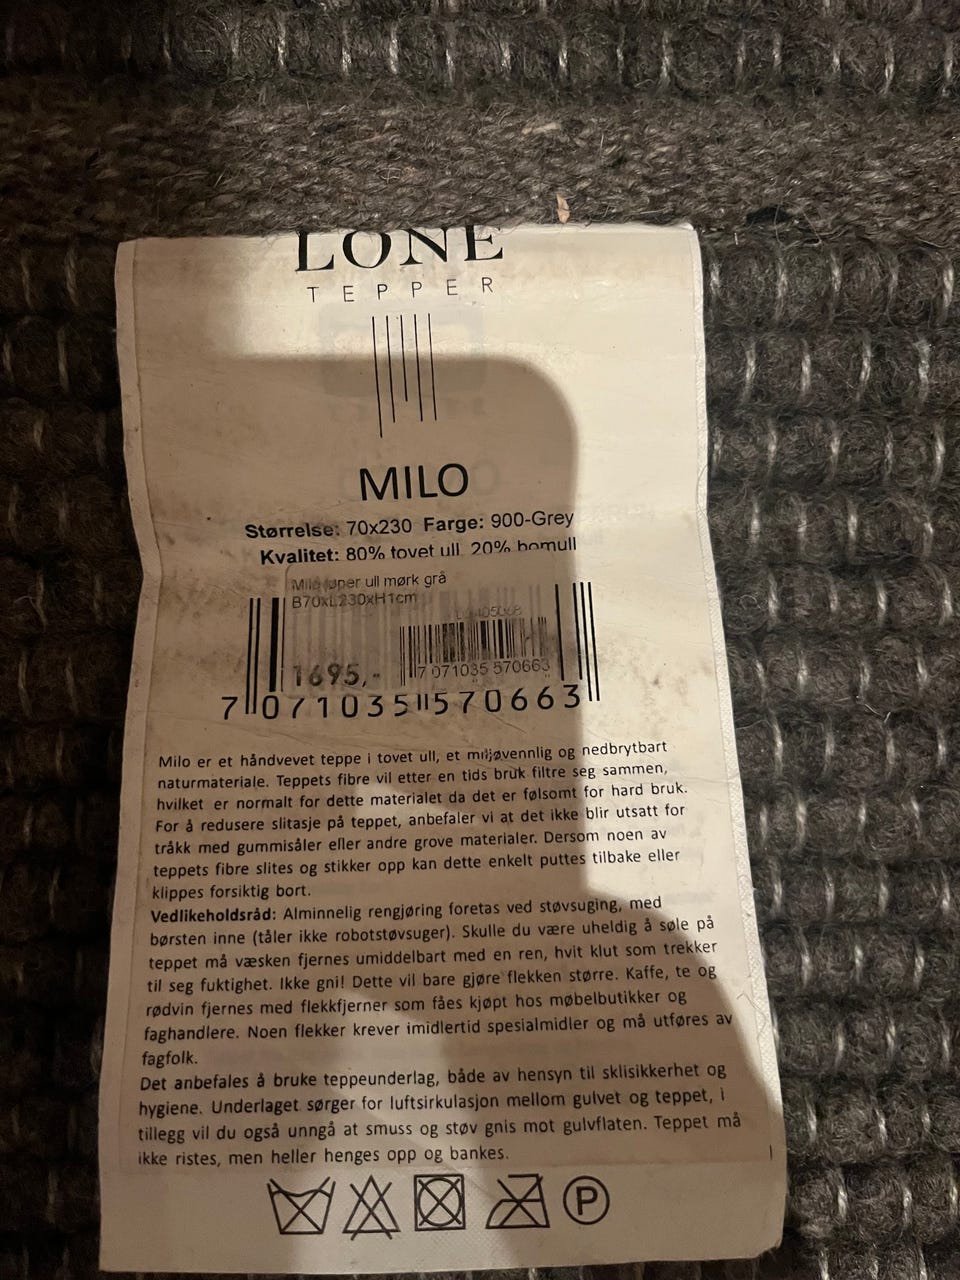 LONE
TEPPER
MILO
Størrelse: 70x230 Farge: 900-Grey
Kvalitet: 80% tovet ull 20% bomull
Milo løper ull mørk grå
B70xL230xH1cm
1695,-
7 071035 570663
7 071035 570663
Milo er et håndvevet teppe i tovet ull, et miljøvennlig og nedbrytbart
naturmateriale. Teppets fibre vil etter en tids bruk filtre seg sammen,
hvilket er normalt for dette materialet da det er følsomt for hard bruk.
For å redusere slitasje på teppet, anbefaler vi at det ikke blir utsatt for
tråkk med gummisåler eller andre grove materialer. Dersom noen av
teppets fibre slites og stikker opp kan dette enkelt puttes tilbake eller
klippes forsiktig bort.
Vedlikeholdsråd: Alminnelig rengjøring foretas ved støvsuging, med
børsten inne (tåler ikke robotstøvsuger). Skulle du være uheldig å søle på
teppet må væsken fjernes umiddelbart med en ren, hvit klut som trekker
til seg fuktighet. Ikke gni! Dette vil bare gjøre flekken større. Kaffe, te og
rødvin fjernes med flekkfjerner som fåes kjøpt hos møbelbutikker og
faghandlere. Noen flekker krever imidlertid spesialmidler og må utføres av
fagfolk.
Det anbefales å bruke teppeunderlag, både av hensyn til sklisikkerhet og
hygiene. Underlaget sørger for luftsirkulasjon mellom gulvet og teppet, i
tillegg vil du også unngå at smuss og støv gnis mot gulvflaten. Teppet må
ikke ristes, men heller henges opp og bankes.
P